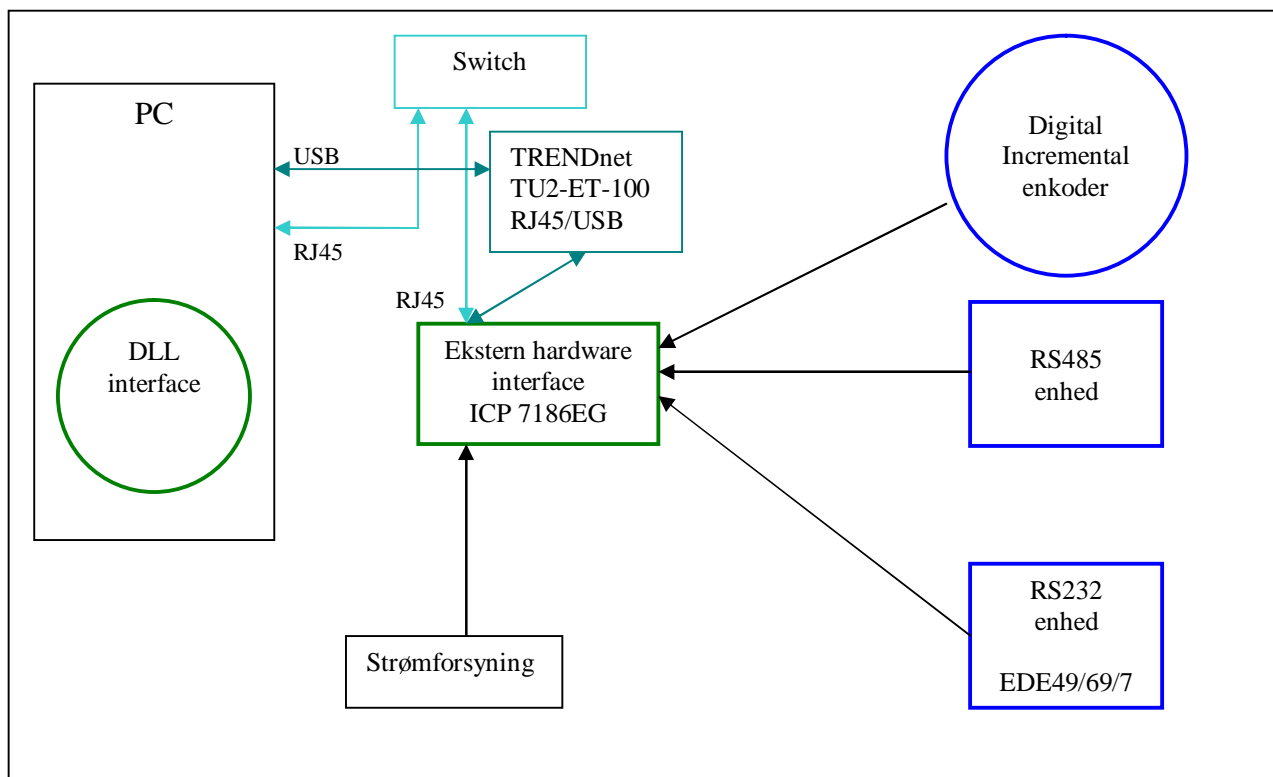 Switch
PC
USB
TRENDnet
TU2-ET-100
RJ45/USB
Digital
Incremental
enkoder
RJ45
RJ45
DLL
interface
Ekstern hardware
interface
ICP 7186EG
RS485
enhed
Strømforsyning
RS232
enhed
EDE49/69/7